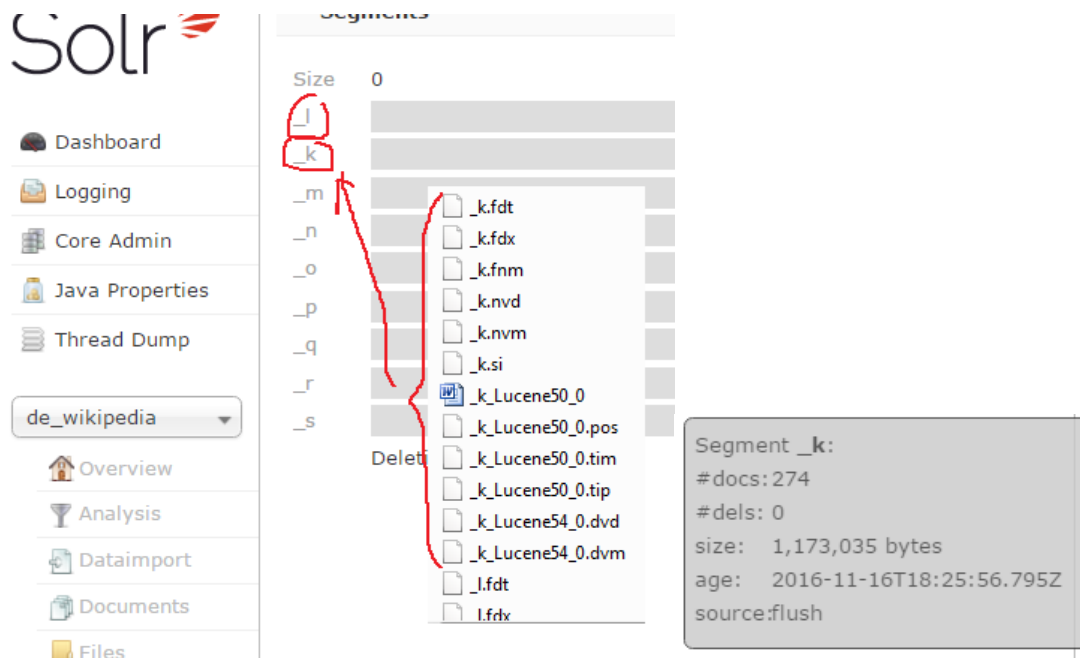 Solr
Dashboard
Logging
Core Admin
Java Properties
Thread Dump
de_wikipedia
Overview
Analysis
Dataimport
Documents
Files
Segments
Size 0
_l
_k
_m
_n
_o
_p
_q
_r
_s
Deleti
_k.fdt
_k.fdx
_k.fnm
_k.nvd
_k.nvm
_k.si
_k_Lucene50_0
_k_Lucene50_0.pos
_k_Lucene50_0.tim
_k_Lucene50_0.tip
_k_Lucene54_0.dvd
_k_Lucene54_0.dvm
_l.fdt
_l.fdx
Segment _k:
#docs: 274
#dels: 0
size: 1,173,035 bytes
age: 2016-11-16T18:25:56.795Z
source:flush